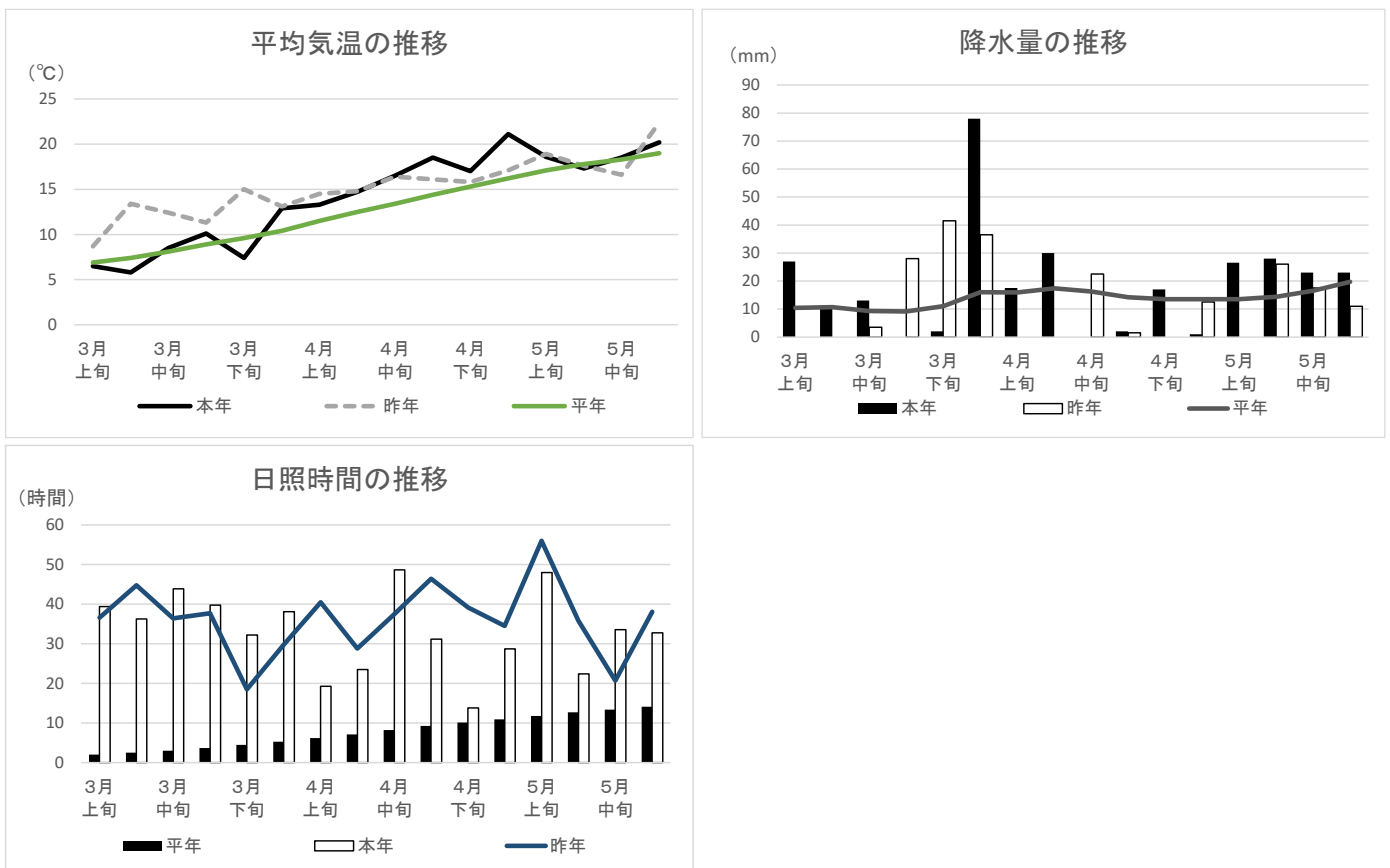 平均気温の推移
（℃）
25
20
15
10
5
0
3月 3月 3月 4月 4月 4月 5月 5月
上旬 中旬 下旬 上旬 中旬 下旬 上旬 中旬
本年 昨年 平年
降水量の推移
（mm）
90
80
70
60
50
40
30
20
10
0
3月 3月 3月 4月 4月 4月 5月 5月
上旬 中旬 下旬 上旬 中旬 下旬 上旬 中旬
本年 昨年 平年
日照時間の推移
（時間）
60
50
40
30
20
10
0
3月 3月 3月 4月 4月 4月 5月 5月
上旬 中旬 下旬 上旬 中旬 下旬 上旬 中旬
平年 本年 昨年